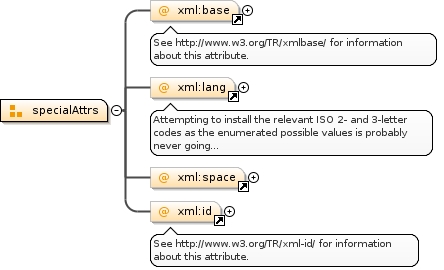 @ xml:base
See http://www.w3.org/TR/xmlbase/ for information
about this attribute.
@ xml:lang
specialAttrs
Attempting to install the relevant ISO 2- and 3-letter
codes as the enumerated possible values is probably
never going...
@ xml:space
@ xml:id
See http://www.w3.org/TR/xml-id/ for information
about this attribute.